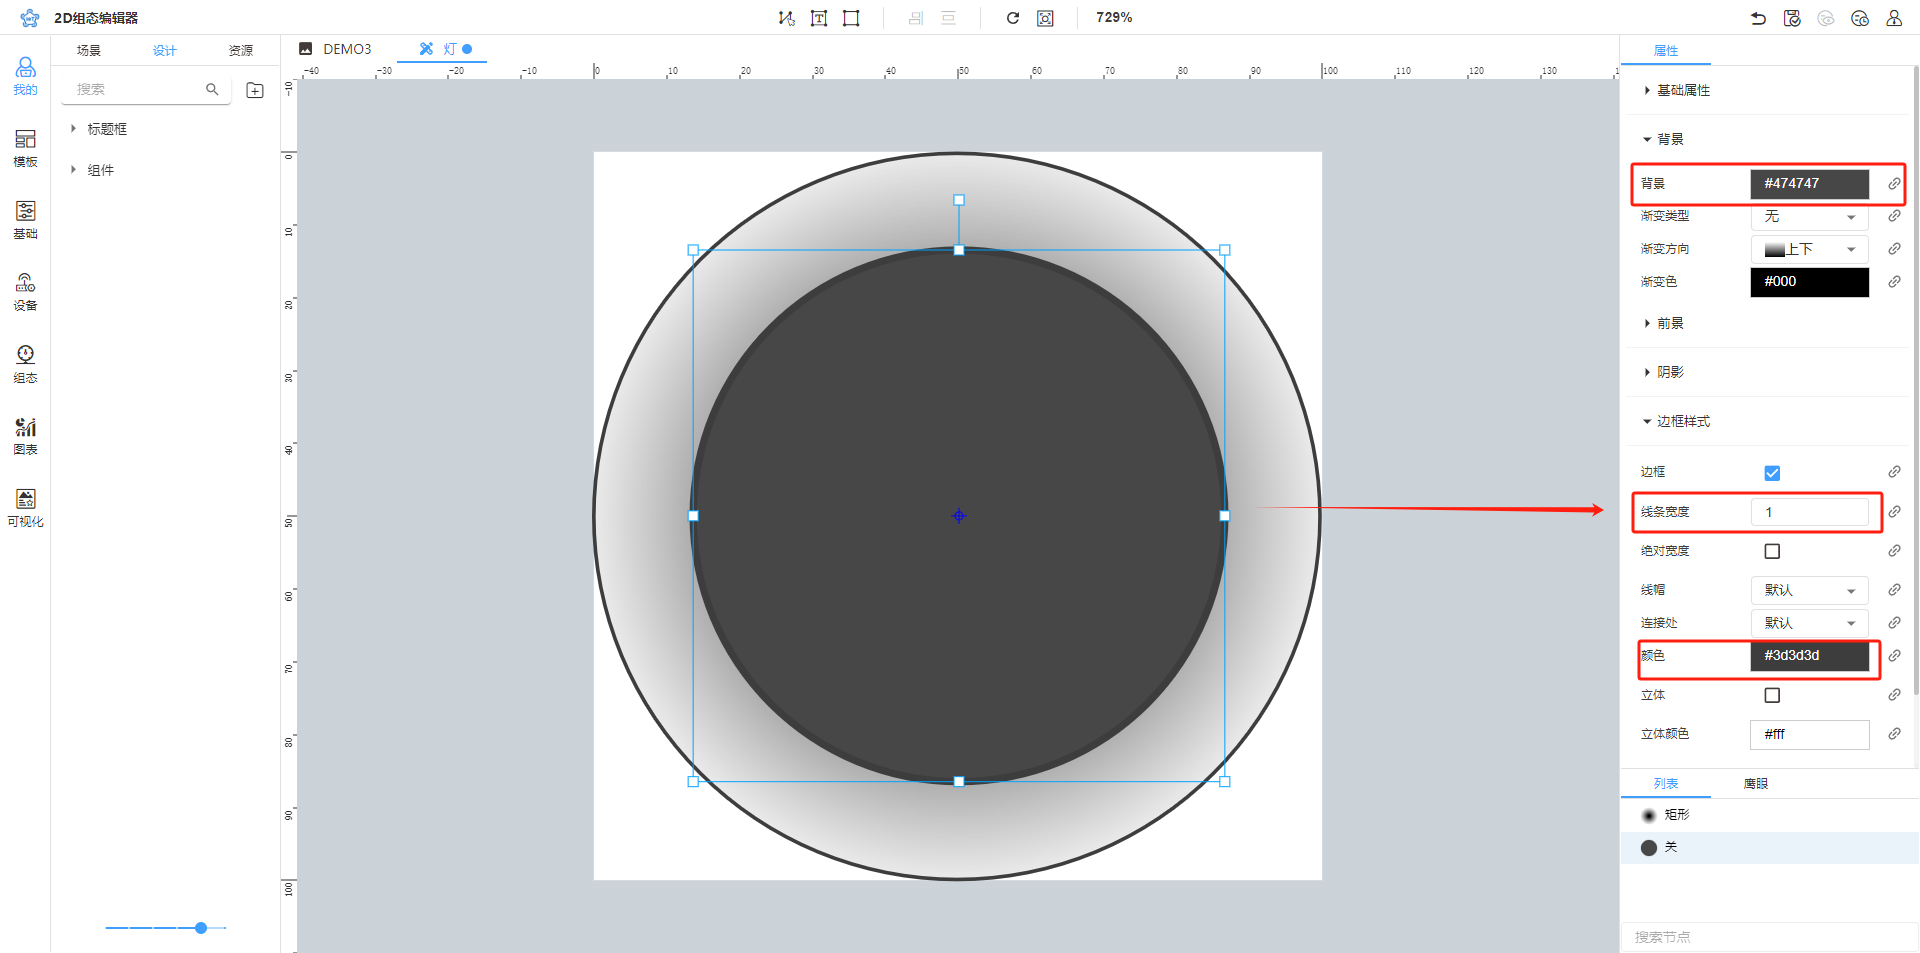 2D组态编辑器
729%
场景
设计
资源
DEMO3
灯
属性
我的
模板
基础
设备
组态
图表
可视化
搜索
标题框
组件
-40
-30
-20
-10
0
10
20
30
40
50
60
70
80
90
100
110
120
130
-10
0
10
20
30
40
50
60
70
80
90
100
基础属性
背景
背景
#474747
渐变类型
无
渐变方向
上下
渐变色
#000
前景
阴影
边框样式
边框
线条宽度
1
绝对宽度
线帽
默认
连接处
默认
颜色
#3d3d3d
立体
立体颜色
#fff
列表
鹰眼
矩形
关
搜索节点